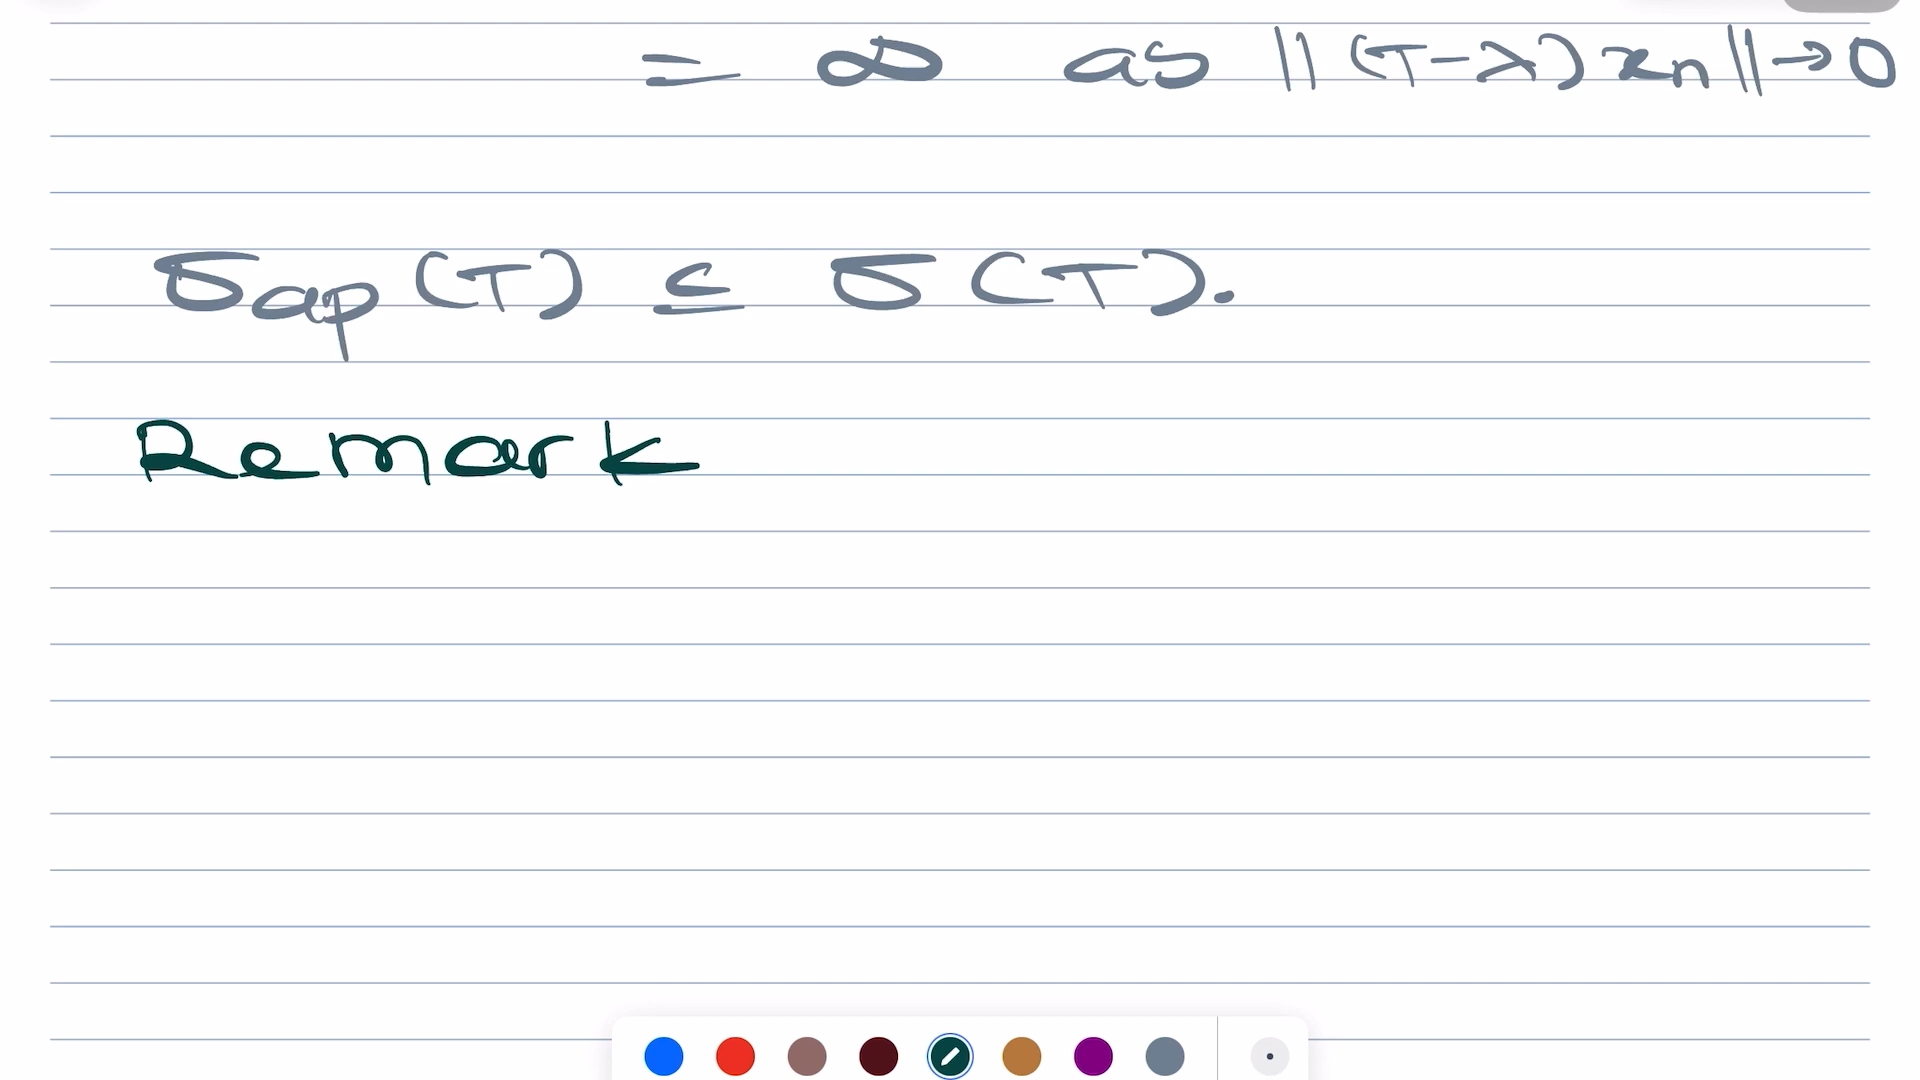 = ∞ as ||(T-λ)xn|| → 0
σap(T) ⊆ σ(T).
Remark